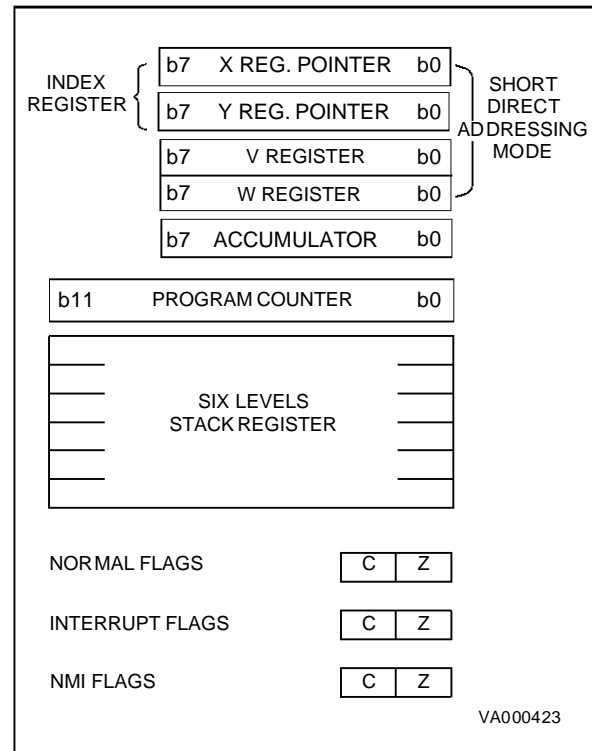 b7 X REG. POINTER b0
INDEX
REGISTER
b7 Y REG. POINTER b0
SHORT
DIRECT
ADDRESSING
MODE
b7 V REGISTER b0
b7 W REGISTER b0
b7 ACCUMULATOR b0
b11 PROGRAM COUNTER b0
SIX LEVELS
STACK REGISTER
NORMAL FLAGS C Z
INTERRUPT FLAGS C Z
NMI FLAGS C Z
VA000423